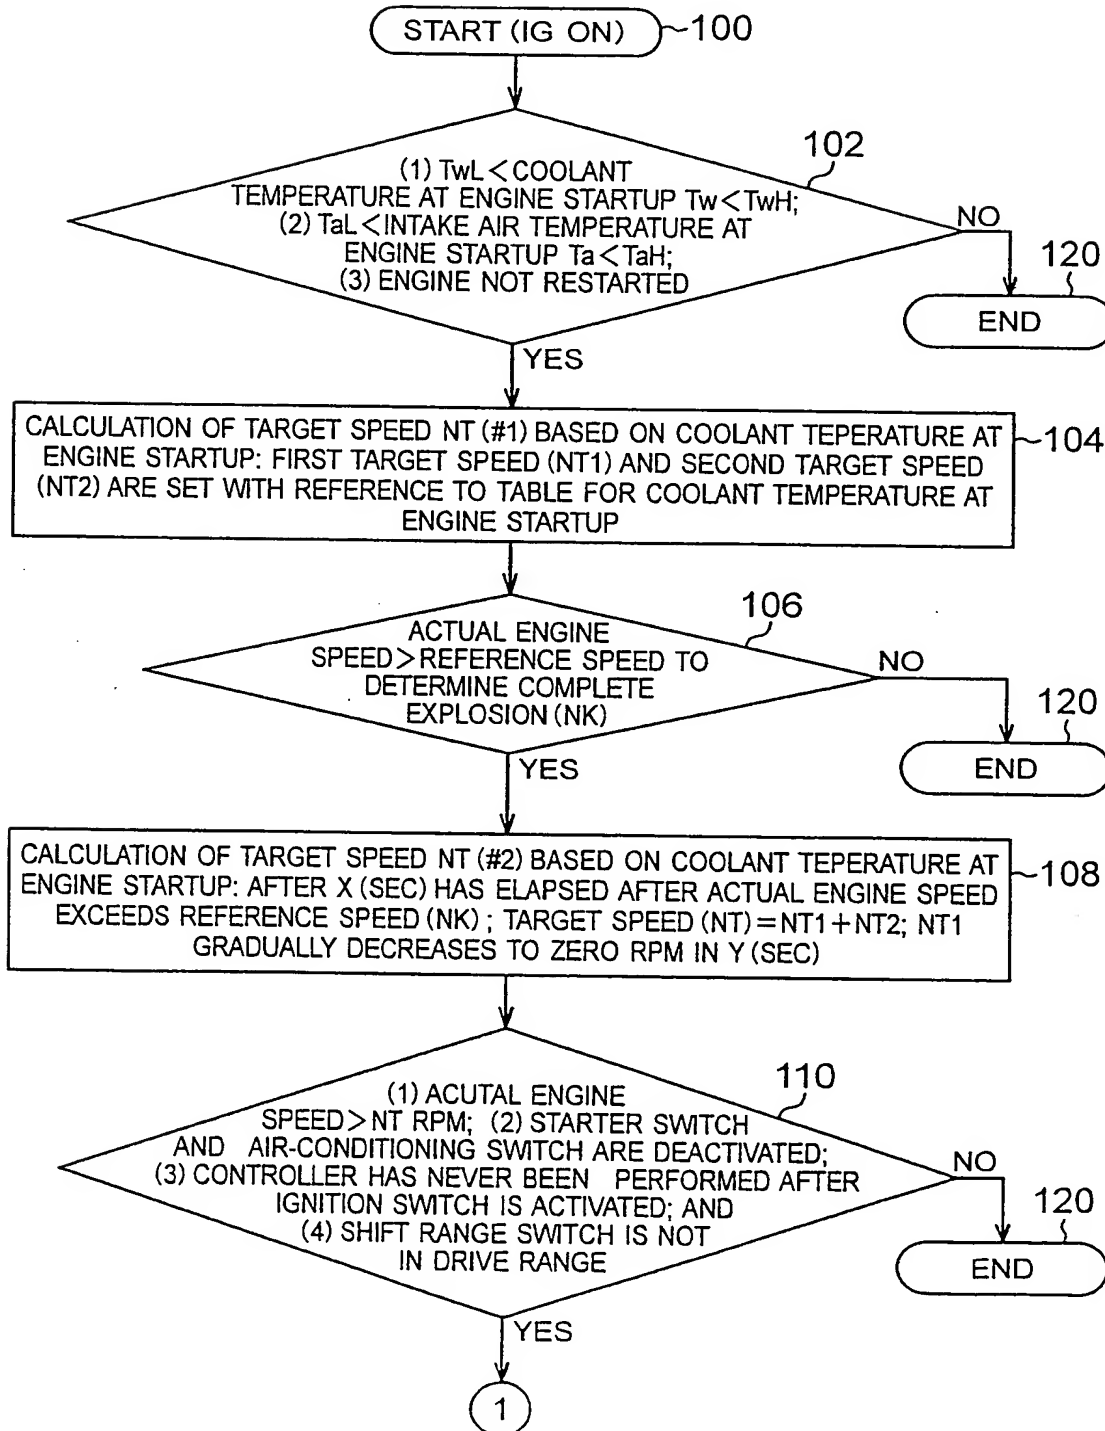 START (IG ON)
100
102
(1) TwL<COOLANT
TEMPERATURE AT ENGINE STARTUP Tw<TwH;
(2) TaL<INTAKE AIR TEMPERATURE AT
ENGINE STARTUP Ta<TaH;
(3) ENGINE NOT RESTARTED
NO
120
END
YES
CALCULATION OF TARGET SPEED NT (#1) BASED ON COOLANT TEPERATURE AT
ENGINE STARTUP: FIRST TARGET SPEED (NT1) AND SECOND TARGET SPEED
(NT2) ARE SET WITH REFERENCE TO TABLE FOR COOLANT TEMPERATURE AT
ENGINE STARTUP
104
106
ACTUAL ENGINE
SPEED>REFERENCE SPEED TO
DETERMINE COMPLETE
EXPLOSION (NK)
NO
120
END
YES
CALCULATION OF TARGET SPEED NT (#2) BASED ON COOLANT TEPERATURE AT
ENGINE STARTUP: AFTER X (SEC) HAS ELAPSED AFTER ACTUAL ENGINE SPEED
EXCEEDS REFERENCE SPEED (NK) ; TARGET SPEED (NT)=NT1+NT2; NT1
GRADUALLY DECREASES TO ZERO RPM IN Y (SEC)
108
110
(1) ACUTAL ENGINE
SPEED>NT RPM; (2) STARTER SWITCH
AND AIR-CONDITIONING SWITCH ARE DEACTIVATED;
(3) CONTROLLER HAS NEVER BEEN PERFORMED AFTER
IGNITION SWITCH IS ACTIVATED; AND
(4) SHIFT RANGE SWITCH IS NOT
IN DRIVE RANGE
NO
120
END
YES
1